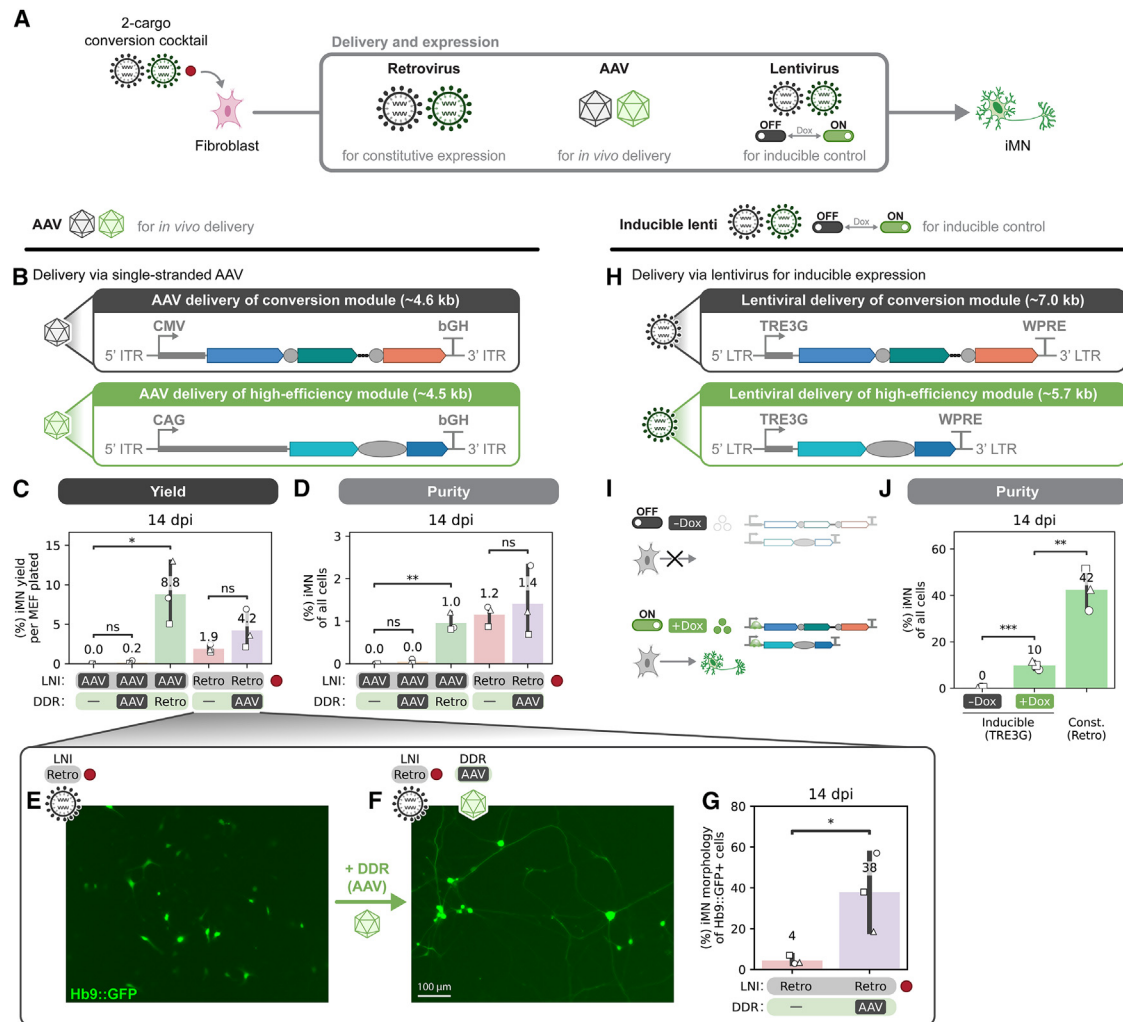 A
2-cargo
conversion cocktail
Fibroblast
Delivery and expression
Retrovirus
for constitutive expression
AAV
for in vivo delivery
Lentivirus
OFF Dox ON
for inducible control
iMN
AAV for in vivo delivery
Inducible lenti OFF Dox ON for inducible control
B Delivery via single-stranded AAV
AAV delivery of conversion module (~4.6 kb)
CMV bGH
5' ITR 3' ITR
AAV delivery of high-efficiency module (~4.5 kb)
CAG bGH
5' ITR 3' ITR
H Delivery via lentivirus for inducible expression
Lentiviral delivery of conversion module (~7.0 kb)
TRE3G WPRE
5' LTR 3' LTR
Lentiviral delivery of high-efficiency module (~5.7 kb)
TRE3G WPRE
5' LTR 3' LTR
C Yield
14 dpi
(%) iMN yield
per MEF plated
15
10
5
0
* ns ns
0.0 0.2 8.8 1.9 4.2
LNI: AAV AAV AAV Retro Retro
DDR: — AAV Retro — AAV
D Purity
14 dpi
(%) iMN
of all cells
3
2
1
0
** ns ns
0.0 0.0 1.0 1.2 1.4
LNI: AAV AAV AAV Retro Retro
DDR: — AAV Retro — AAV
I
OFF –Dox
ON +Dox
J Purity
14 dpi
(%) iMN
of all cells
60
40
20
0
** ***
0 10 42
–Dox +Dox
Inducible
(TRE3G)
Const.
(Retro)
E
LNI
Retro
Hb9::GFP
+ DDR
(AAV)
F
LNI DDR
Retro AAV
100 μm
G
14 dpi
(%) iMN morphology
of Hb9::GFP+ cells
80
60
40
20
0
*
4 38
LNI: Retro Retro
DDR: — AAV